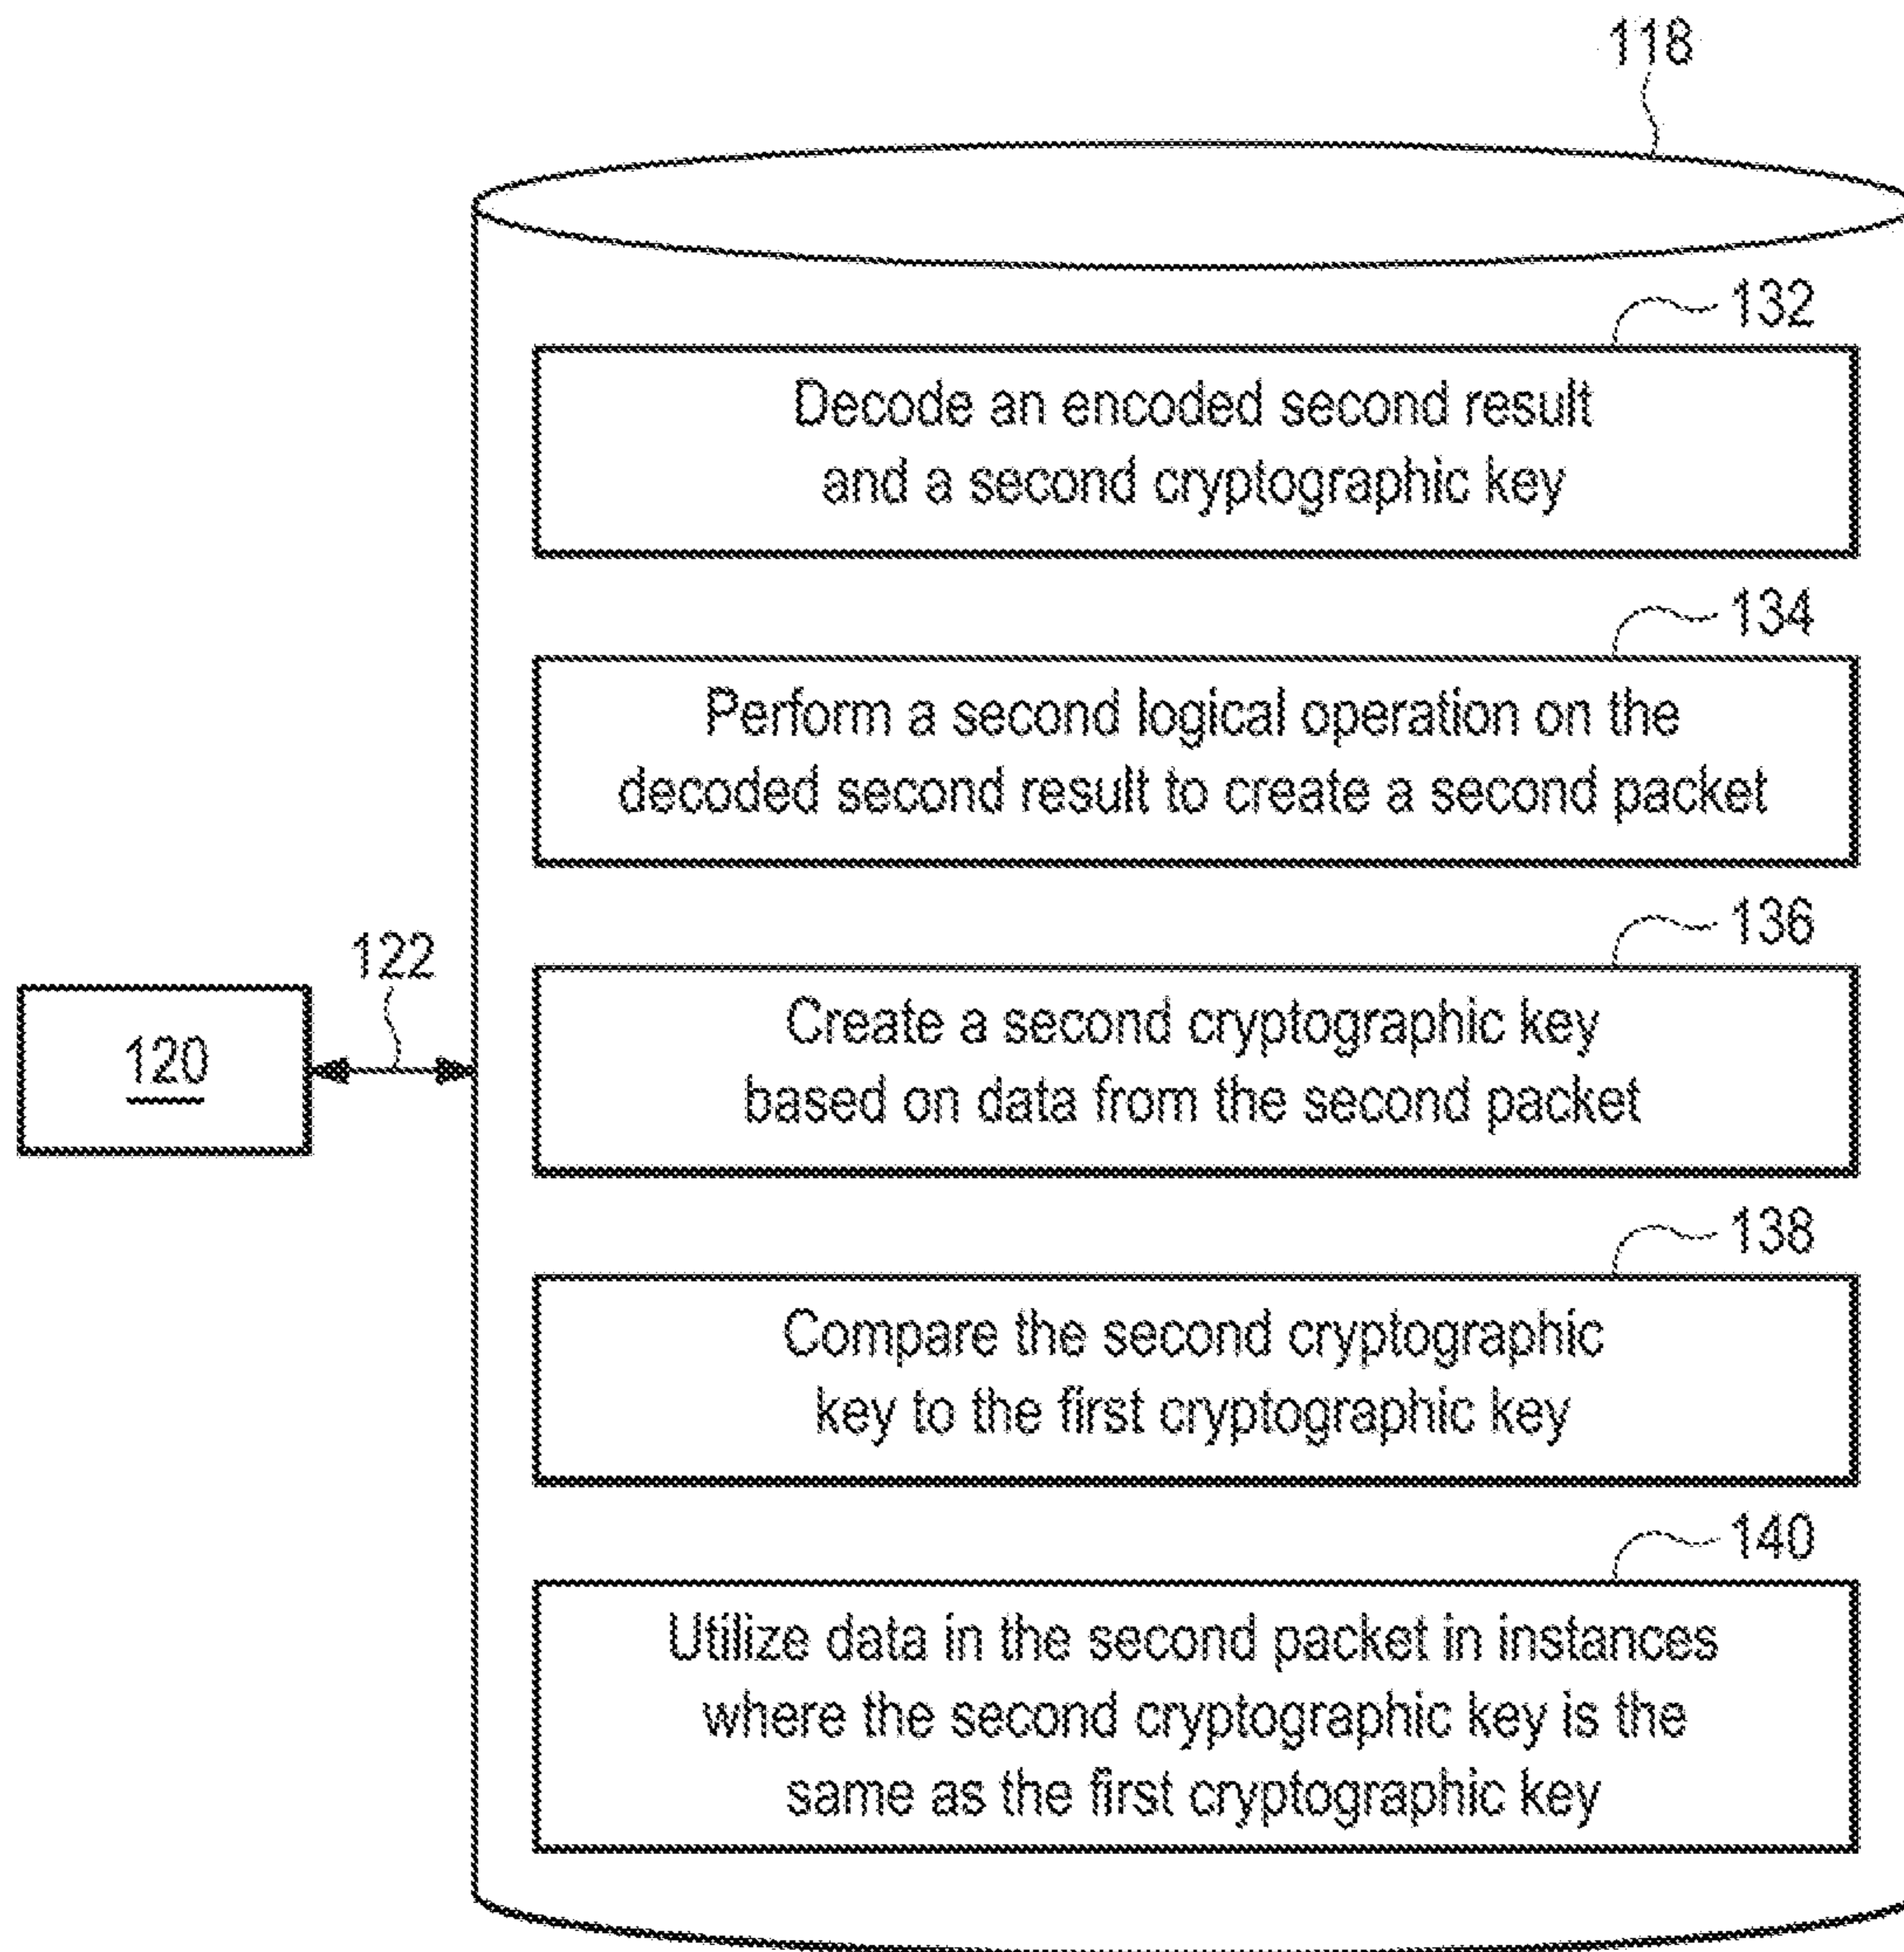 118
132
Decode an encoded second result
and a second cryptographic key
134
Perform a second logical operation on the
decoded second result to create a second packet
136
Create a second cryptographic key
based on data from the second packet
122
120
138
Compare the second cryptographic
key to the first cryptographic key
140
Utilize data in the second packet in instances
where the second cryptographic key is the
same as the first cryptographic key